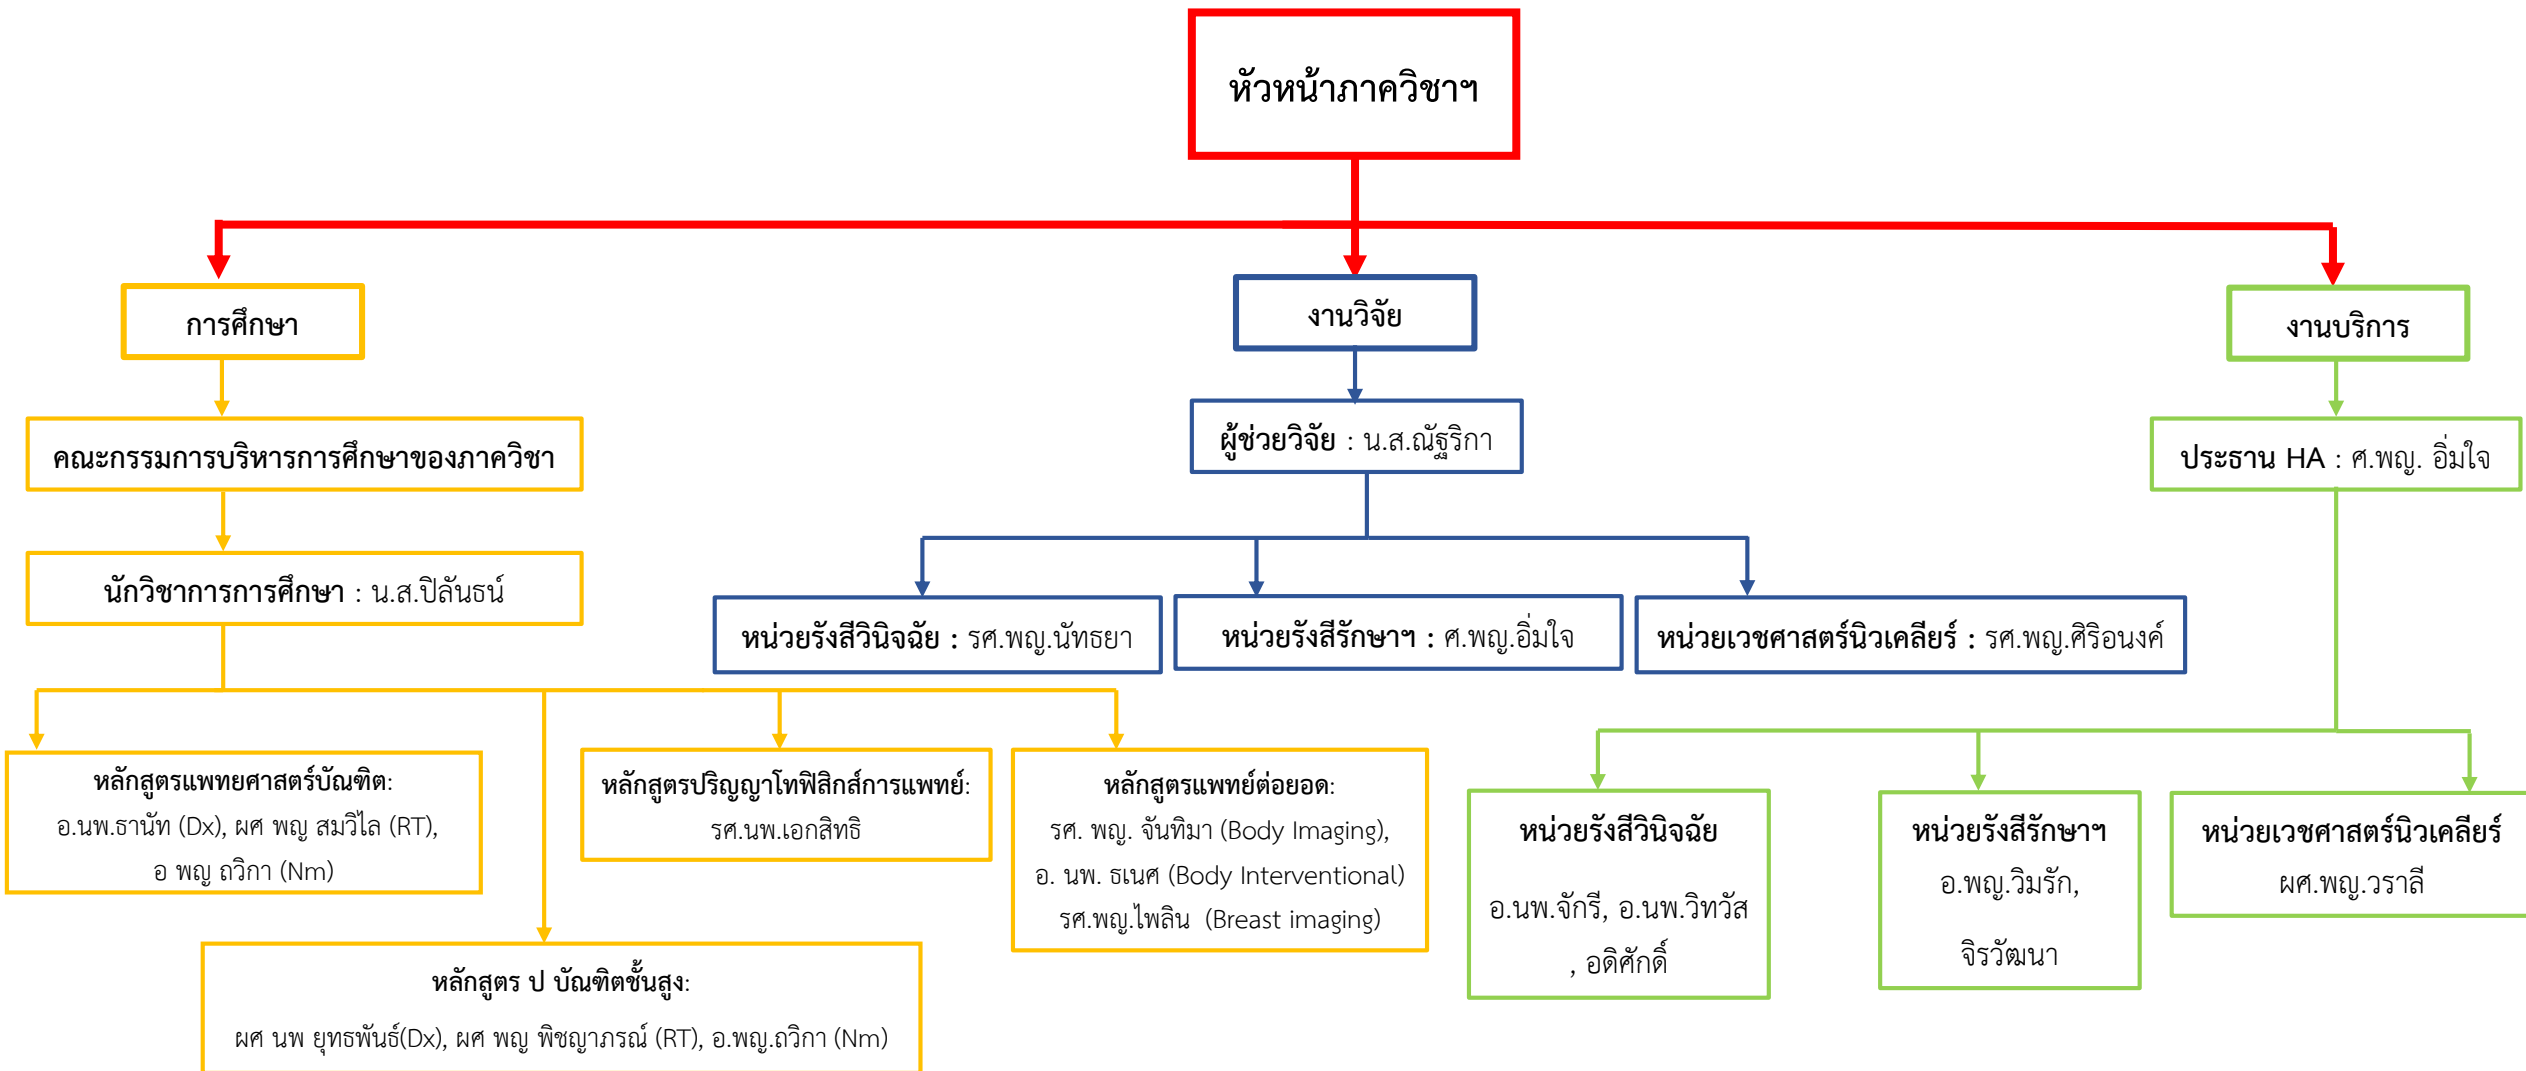 หัวหน้าภาควิชาฯ
การศึกษา
งานวิจัย
งานบริการ
คณะกรรมการบริหารการศึกษาของภาควิชา
ผู้ช่วยวิจัย : น.ส.ณัฐริกา
ประธาน HA : ศ.พญ. อิ่มใจ
นักวิชาการการศึกษา : น.ส.ปิลันธน์
หน่วยรังสีวินิจฉัย : รศ.พญ.นัทธยา
หน่วยรังสีรักษาฯ : ศ.พญ.อิ่มใจ
หน่วยเวชศาสตร์นิวเคลียร์ : รศ.พญ.ศิริอนงค์
หลักสูตรแพทยศาสตร์บัณฑิต:
อ.นพ.ธานัท (Dx), ผศ พญ สมวิไล (RT),
อ พญ ถวิกา (Nm)
หลักสูตรปริญญาโทฟิสิกส์การแพทย์:
รศ.นพ.เอกสิทธิ
หลักสูตรแพทย์ต่อยอด:
รศ. พญ. จันทิมา (Body Imaging),
อ. นพ. ธเนศ (Body Interventional)
รศ.พญ.ไพลิน (Breast imaging)
หน่วยรังสีวินิจฉัย
อ.นพ.จักรี, อ.นพ.วิทวัส
, อดิศักดิ์
หน่วยรังสีรักษาฯ
อ.พญ.วิมรัก,
จิรวัฒนา
หน่วยเวชศาสตร์นิวเคลียร์
ผศ.พญ.วราลี
หลักสูตร ป บัณฑิตชั้นสูง:
ผศ นพ ยุทธพันธ์(Dx), ผศ พญ พิชญาภรณ์ (RT), อ.พญ.ถวิกา (Nm)